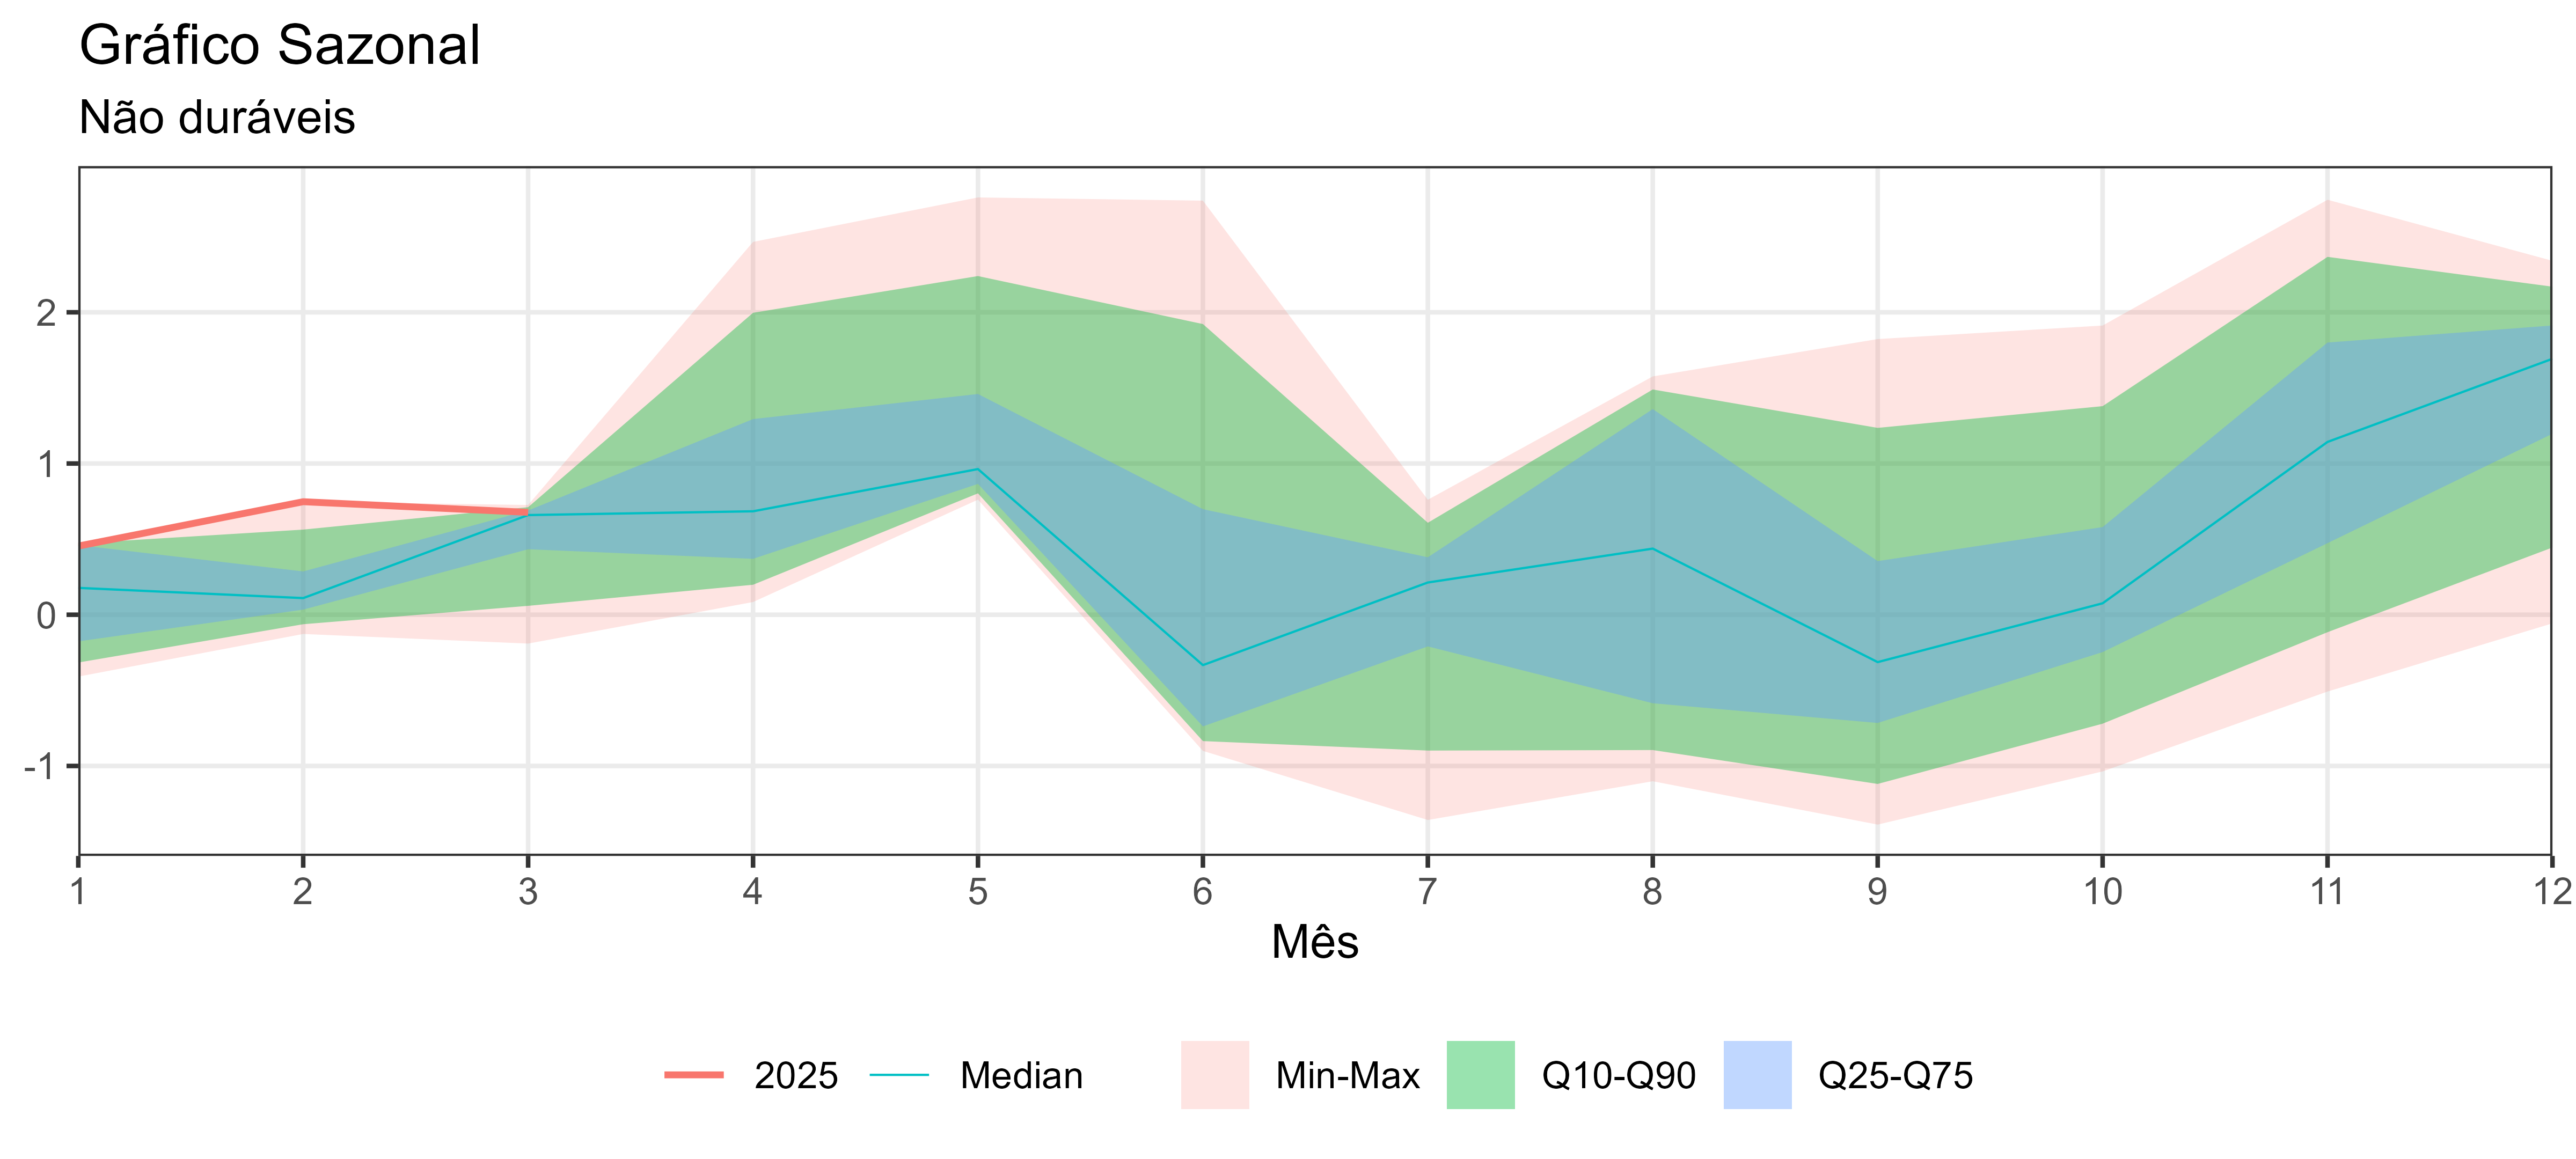 Gráfico Sazonal
Não duráveis
2
1
0
-1
1 2 3 4 5 6 7 8 9 10 11 12
Mês
2025 Median Min-Max Q10-Q90 Q25-Q75